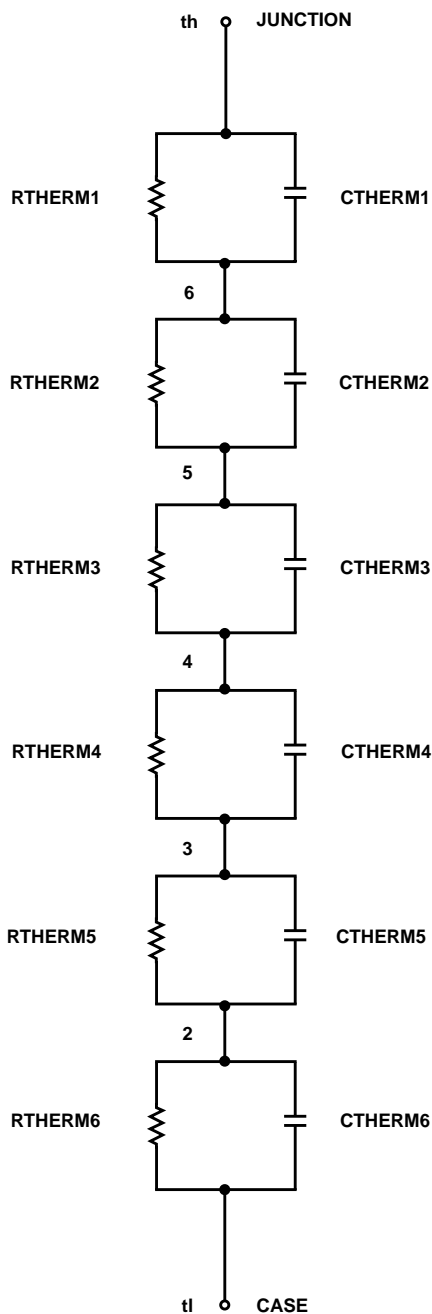 th JUNCTION
RTHERM1 CTHERM1
6
RTHERM2 CTHERM2
5
RTHERM3 CTHERM3
4
RTHERM4 CTHERM4
3
RTHERM5 CTHERM5
2
RTHERM6 CTHERM6
tl CASE